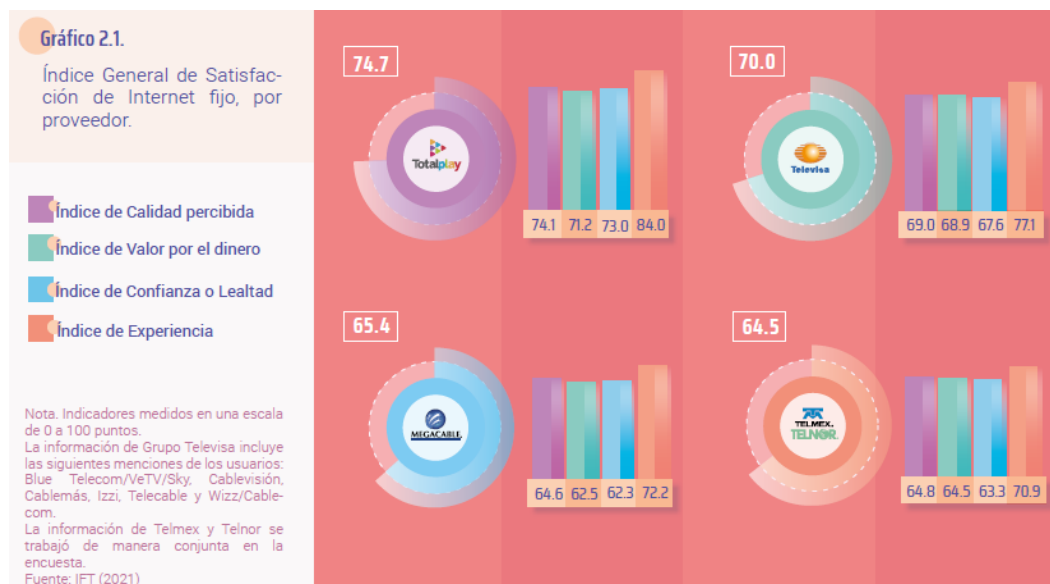 Gráfico 2.1.
Índice General de Satisfac-
ción de Internet fijo, por
proveedor.
Índice de Calidad percibida
Índice de Valor por el dinero
Índice de Confianza o Lealtad
Índice de Experiencia
Nota. Indicadores medidos en una escala
de 0 a 100 puntos.
La información de Grupo Televisa incluye
las siguientes menciones de los usuarios:
Blue Telecom/VeTV/Sky, Cablevisión,
Cablemás, Izzi, Telecable y Wizz/Cable-
com.
La información de Telmex y Telnor se
trabajó de manera conjunta en la
encuesta.
Fuente: IFT (2021)
74.7
Totalplay
74.1 71.2 73.0 84.0
70.0
Televisa
69.0 68.9 67.6 77.1
65.4
MEGACABLE
64.6 62.5 62.3 72.2
64.5
TELMEX.
TELNOR.
64.8 64.5 63.3 70.9